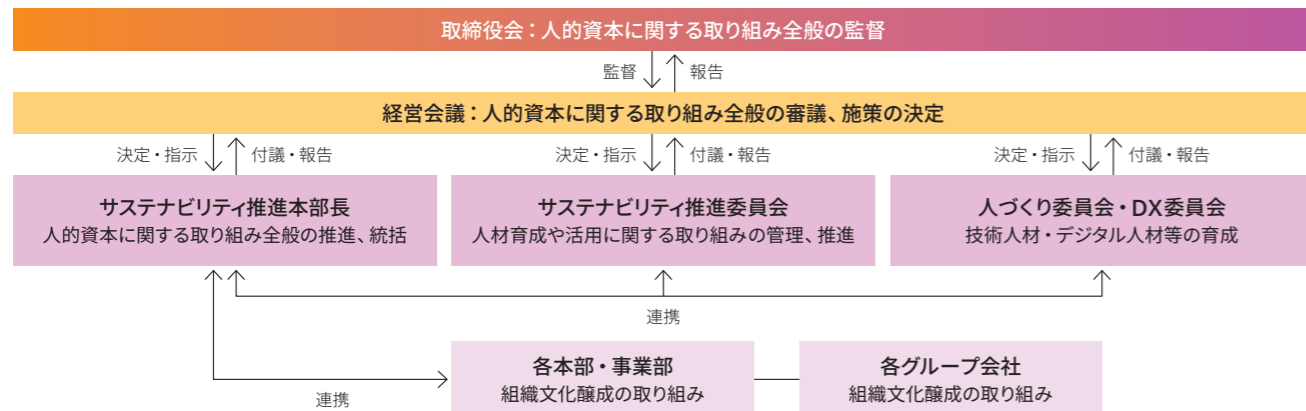 取締役会：人的資本に関する取り組み全般の監督
監督 報告
経営会議：人的資本に関する取り組み全般の審議、施策の決定
決定・指示 付議・報告 決定・指示 付議・報告 決定・指示 付議・報告
サステナビリティ推進本部長
人的資本に関する取り組み全般の推進、統括
サステナビリティ推進委員会
人材育成や活用に関する取り組みの管理、推進
人づくり委員会・DX委員会
技術人材・デジタル人材等の育成
連携
各本部・事業部
組織文化醸成の取り組み
各グループ会社
組織文化醸成の取り組み
連携